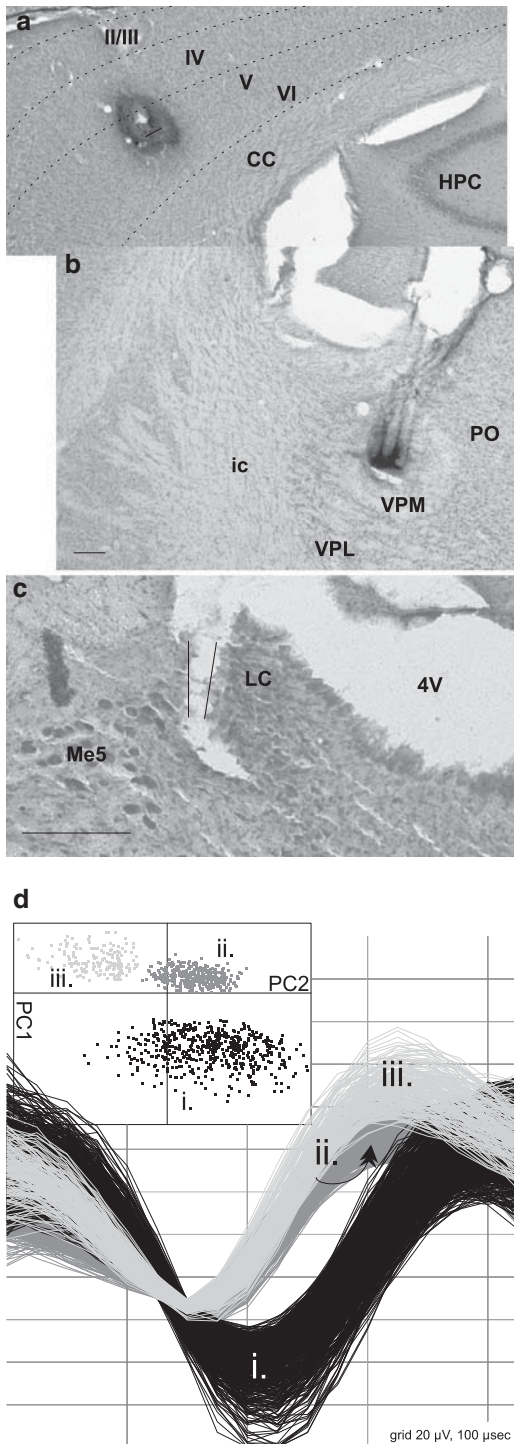 a
II/III
IV
V
VI
CC
HPC
b
PO
ic
VPM
VPL
c
LC
4V
Me5
d
ii.
iii.
PC2
PC1
i.
iii.
ii.
i.
grid 20 µV, 100 µsec